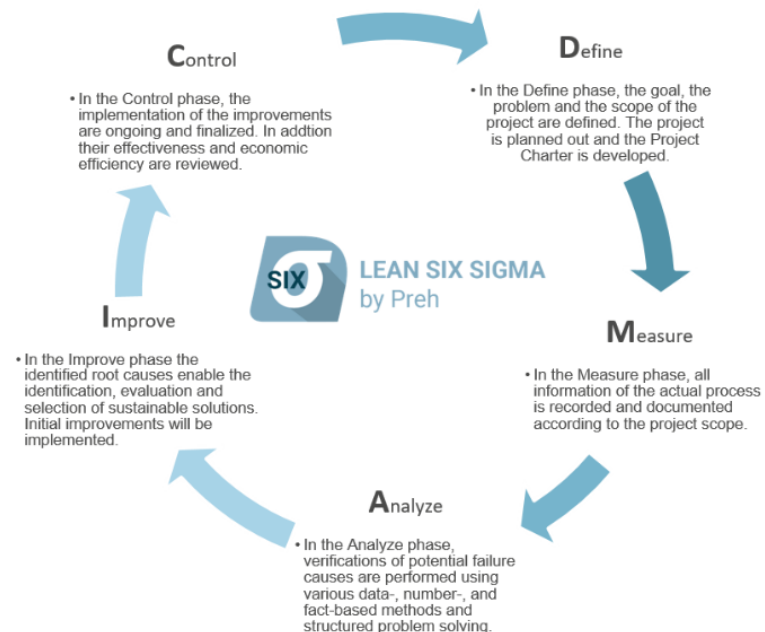 Define
• In the Define phase, the goal, the
problem and the scope of the
project are defined. The project
is planned out and the Project
Charter is developed.
Measure
• In the Measure phase, all
information of the actual process
is recorded and documented
according to the project scope.
Analyze
• In the Analyze phase,
verifications of potential failure
causes are performed using
various data-, number-, and
fact-based methods and
structured problem solving.
Improve
• In the Improve phase the
identified root causes enable the
identification, evaluation and
selection of sustainable solutions.
Initial improvements will be
implemented.
Control
• In the Control phase, the
implementation of the improvements
are ongoing and finalized. In addtion
their effectiveness and economic
efficiency are reviewed.
SIX σ
LEAN SIX SIGMA
by Preh